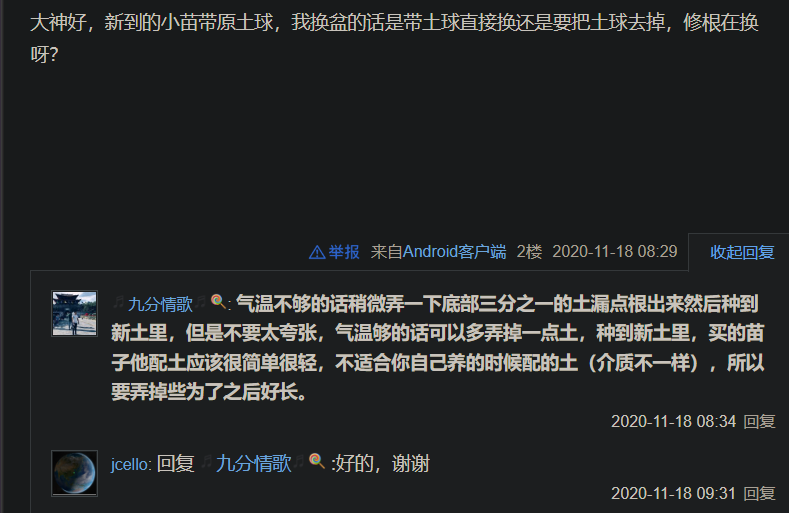 大神好，新到的小苗带原土球，我换盆的话是带土球直接换还是要把土球去掉，修根在换
呀？
举报 来自Android客户端 2楼 2020-11-18 08:29 收起回复
九分情歌: 气温不够的话稍微弄一下底部三分之一的土漏点根出来然后种到
新土里，但是不要太夸张，气温够的话可以多弄掉一点土，种到新土里，买的苗
子他配土应该很简单很轻，不适合你自己养的时候配的土（介质不一样），所以
要弄掉些为了之后好长。
2020-11-18 08:34 回复
jcello: 回复 九分情歌 :好的，谢谢
2020-11-18 09:31 回复